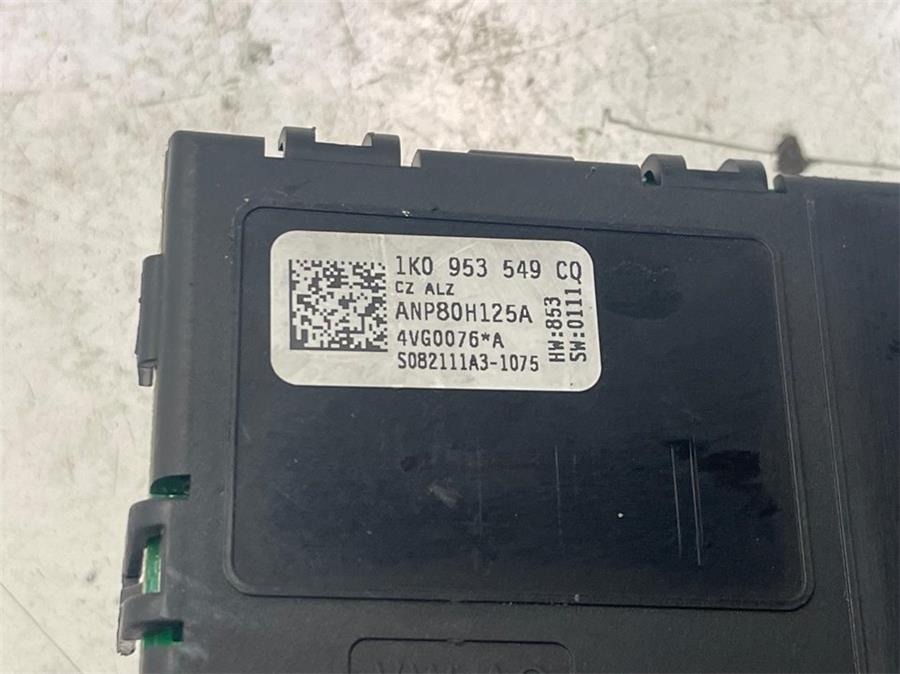 1K0 953 549 CQ
CZ ALZ
ANP80H125A
4VG0076*A
S082111A3-1075
HW:853
SW:0111